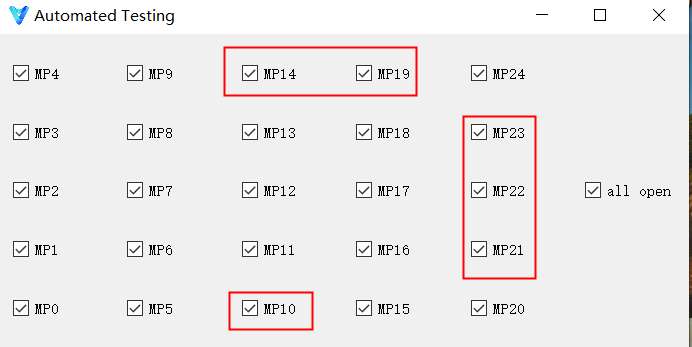 Automated Testing
MP4 MP9 MP14 MP19 MP24
MP3 MP8 MP13 MP18 MP23
MP2 MP7 MP12 MP17 MP22 all open
MP1 MP6 MP11 MP16 MP21
MP0 MP5 MP10 MP15 MP20